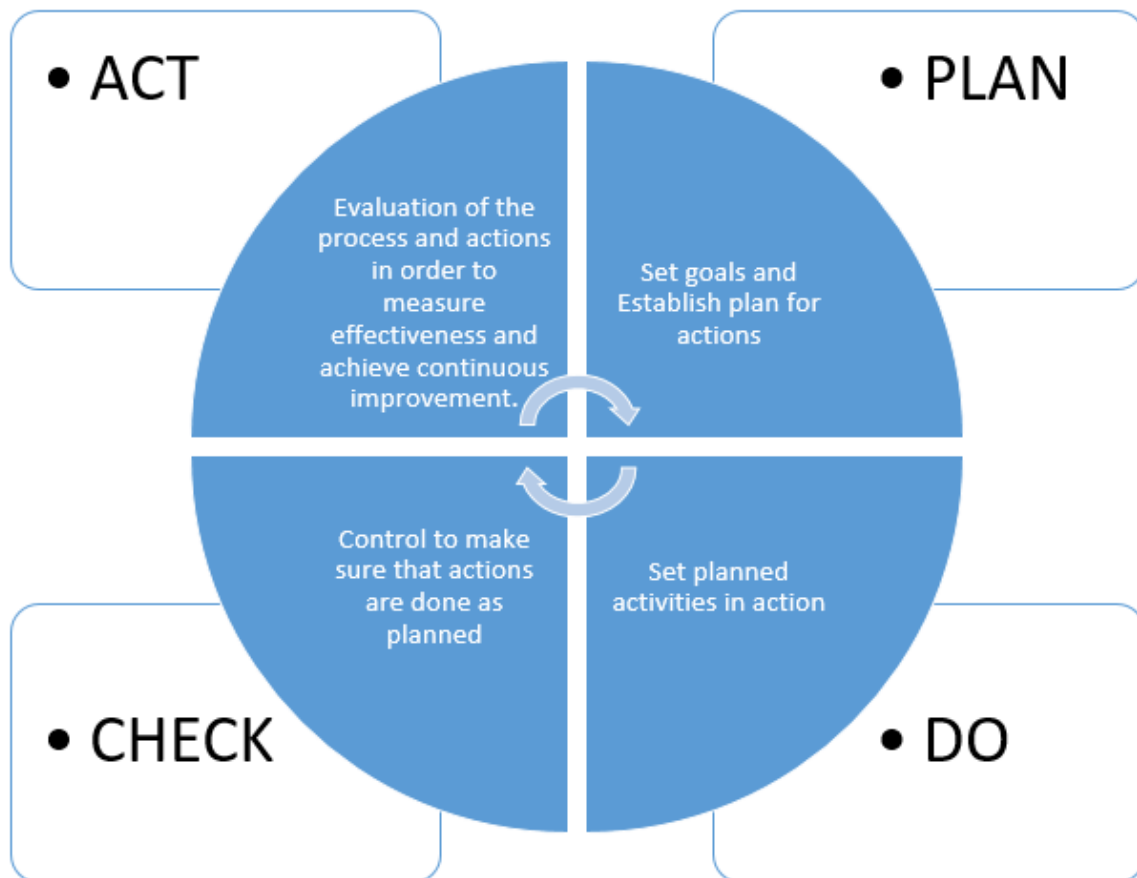 • ACT
• PLAN
Evaluation of the
process and actions
in order to
measure
effectiveness and
achieve continuous
improvement.
Set goals and
Establish plan for
actions
Control to make
sure that actions
are done as
planned
Set planned
activities in action
• CHECK
• DO